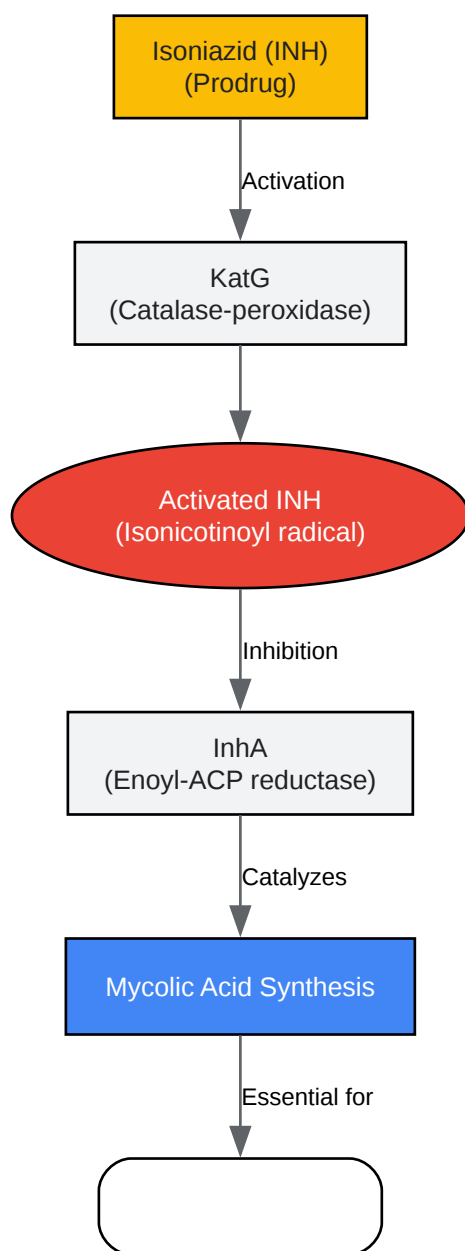 Isoniazid (INH)
(Prodrug)
Activation
KatG
(Catalase-peroxidase)
Activated INH
(Isonicotinoyl radical)
Inhibition
InhA
(Enoyl-ACP reductase)
Catalyzes
Mycolic Acid Synthesis
Essential for